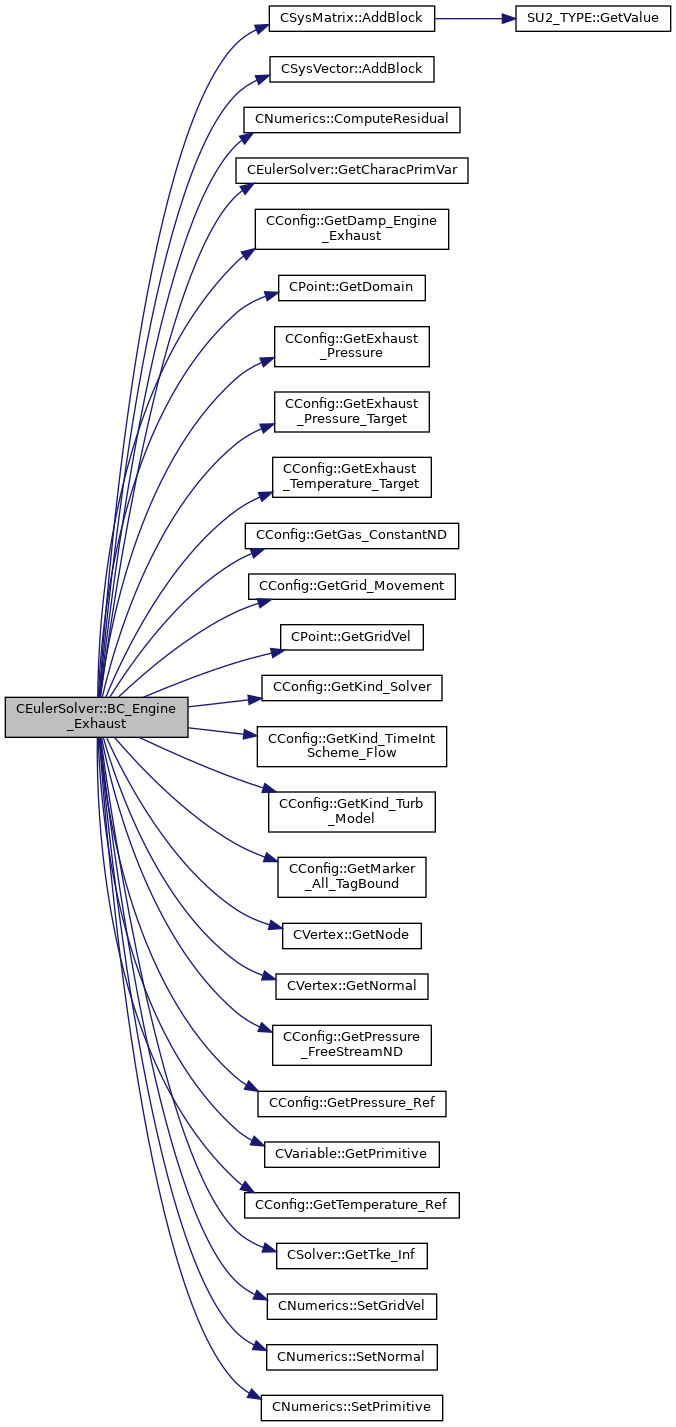 CSysMatrix::AddBlock
SU2_TYPE::GetValue
CSysVector::AddBlock
CNumerics::ComputeResidual
CEulerSolver::GetCharacPrimVar
CConfig::GetDamp_Engine
_Exhaust
CPoint::GetDomain
CConfig::GetExhaust
_Pressure
CConfig::GetExhaust
_Pressure_Target
CConfig::GetExhaust
_Temperature_Target
CConfig::GetGas_ConstantND
CConfig::GetGrid_Movement
CPoint::GetGridVel
CConfig::GetKind_Solver
CEulerSolver::BC_Engine
_Exhaust
CConfig::GetKind_TimeInt
Scheme_Flow
CConfig::GetKind_Turb
_Model
CConfig::GetMarker
_All_TagBound
CVertex::GetNode
CVertex::GetNormal
CConfig::GetPressure
_FreeStreamND
CConfig::GetPressure_Ref
CVariable::GetPrimitive
CConfig::GetTemperature_Ref
CSolver::GetTke_Inf
CNumerics::SetGridVel
CNumerics::SetNormal
CNumerics::SetPrimitive